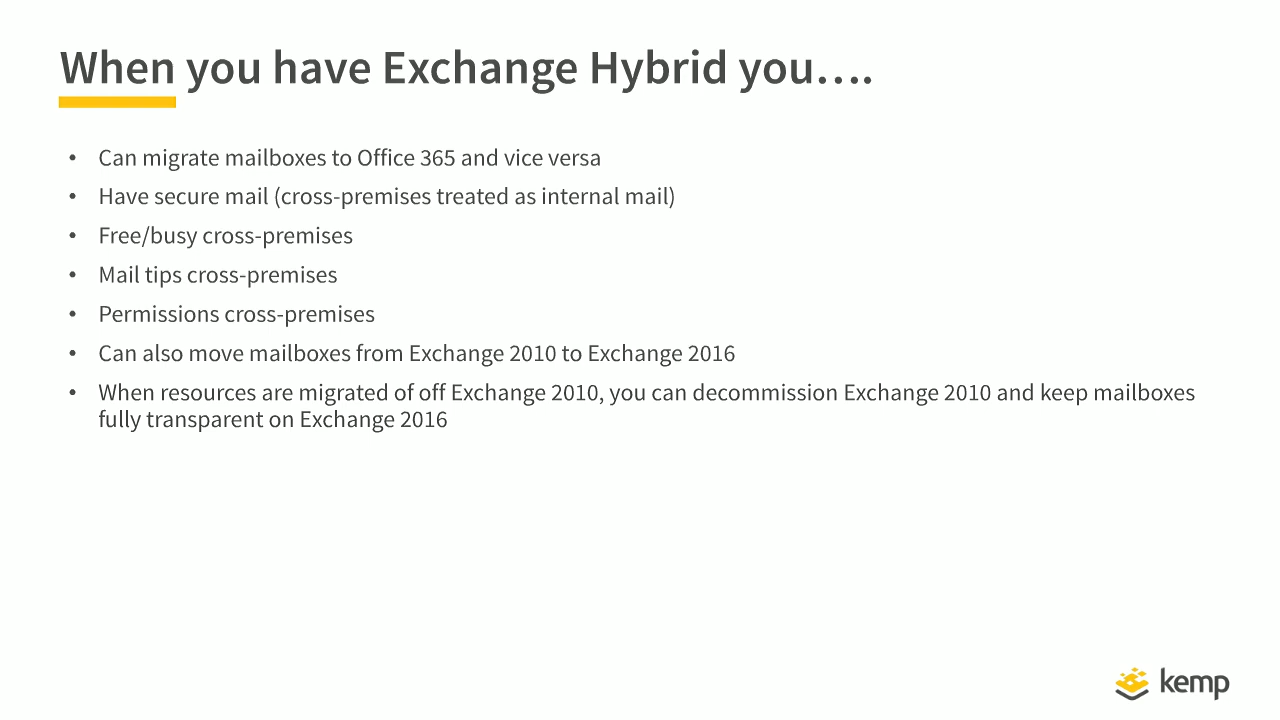 When you have Exchange Hybrid you….
• Can migrate mailboxes to Office 365 and vice versa
• Have secure mail (cross-premises treated as internal mail)
• Free/busy cross-premises
• Mail tips cross-premises
• Permissions cross-premises
• Can also move mailboxes from Exchange 2010 to Exchange 2016
• When resources are migrated of off Exchange 2010, you can decommission Exchange 2010 and keep mailboxes
fully transparent on Exchange 2016
kemp